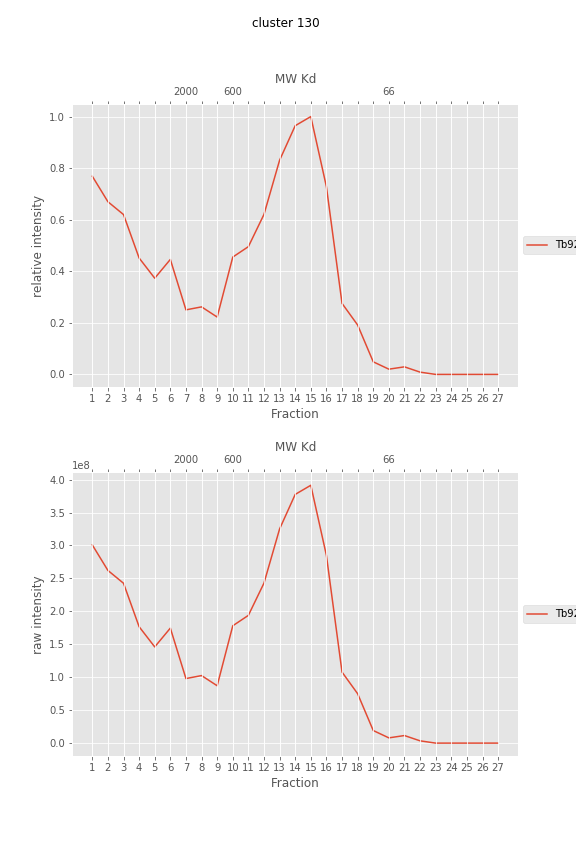 cluster 130
MW Kd
2000 600 66
1.0
0.8
0.6
0.4
0.2
0.0
relative intensity
Tb92
1 2 3 4 5 6 7 8 9 10 11 12 13 14 15 16 17 18 19 20 21 22 23 24 25 26 27
Fraction
MW Kd
2000 600 66
1e8
4.0
3.5
3.0
2.5
2.0
1.5
1.0
0.5
0.0
raw intensity
Tb92
1 2 3 4 5 6 7 8 9 10 11 12 13 14 15 16 17 18 19 20 21 22 23 24 25 26 27
Fraction